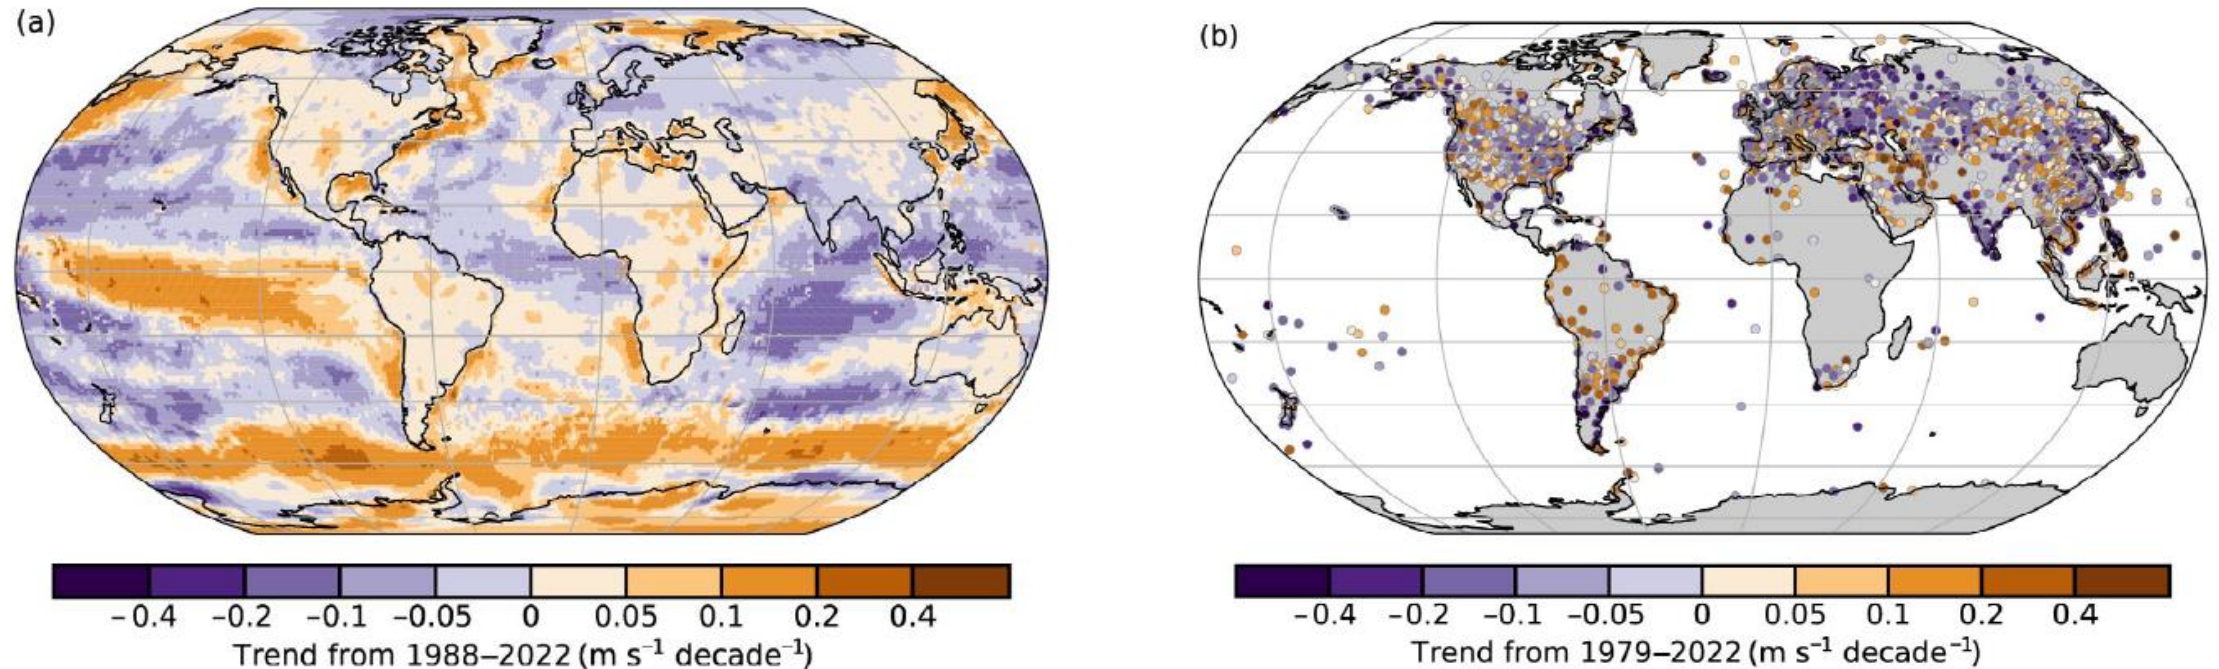 (a)
(b)
−0.4 −0.2 −0.1 −0.05 0 0.05 0.1 0.2 0.4
Trend from 1988–2022 (m s⁻¹ decade⁻¹)
−0.4 −0.2 −0.1 −0.05 0 0.05 0.1 0.2 0.4
Trend from 1979–2022 (m s⁻¹ decade⁻¹)